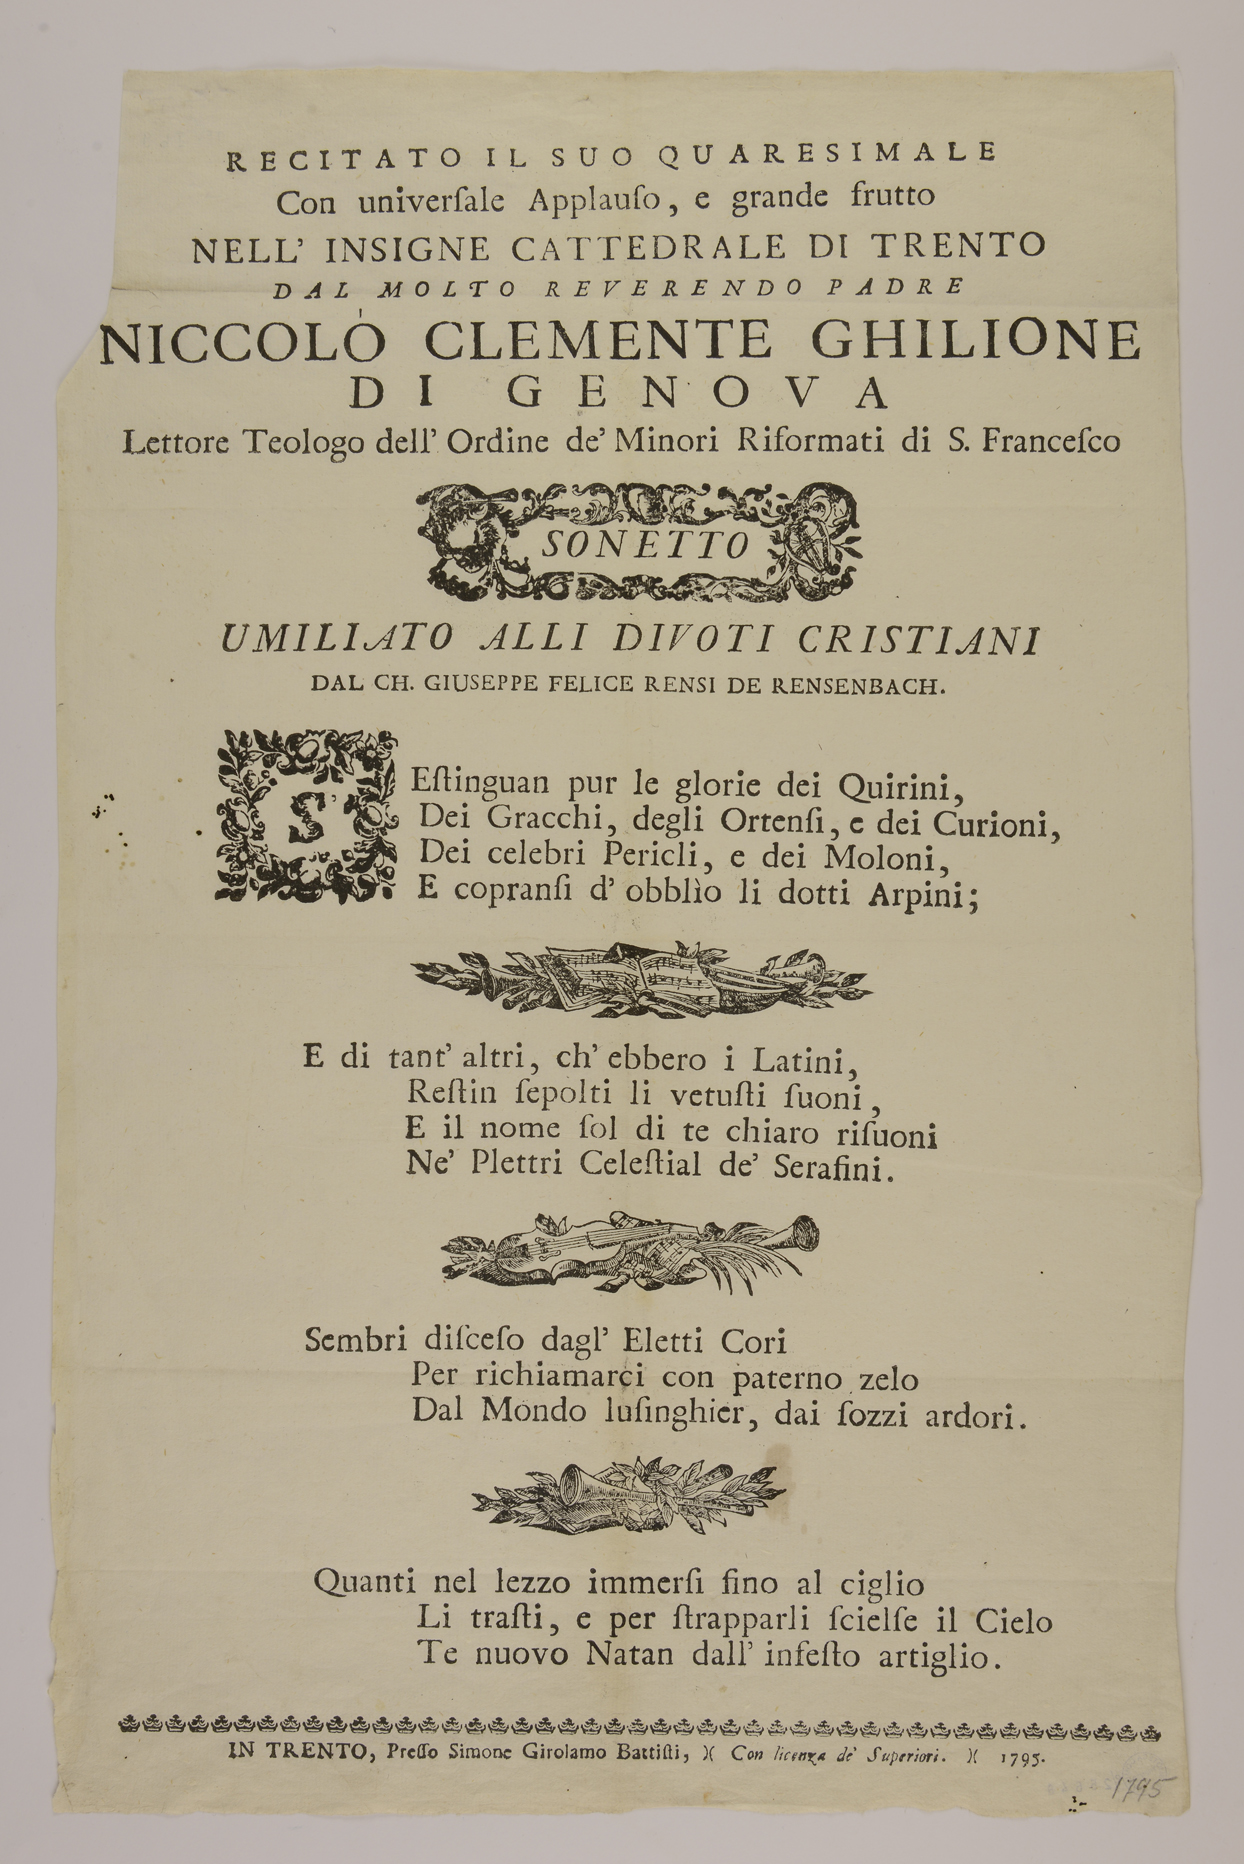 RECITATO IL SUO QUARESIMALE
Con univerſale Applauſo, e grande frutto
NELL' INSIGNE CATTEDRALE DI TRENTO
DAL MOLTO REVERENDO PADRE
NICCOLÒ CLEMENTE GHILIONE
DI GENOVA
Lettore Teologo dell' Ordine de' Minori Riformati di S. Franceſco
SONETTO
UMILIATO ALLI DIVOTI CRISTIANI
DAL CH. GIUSEPPE FELICE RENSI DE RENSENBACH.
S' Eſtinguan pur le glorie dei Quirini,
Dei Gracchi, degli Ortenſi, e dei Curioni,
Dei celebri Pericli, e dei Moloni,
E copranſi d' obblìo li dotti Arpini;
E di tant' altri, ch' ebbero i Latini,
Reſtin ſepolti li vetuſti ſuoni,
E il nome ſol di te chiaro riſuoni
Ne' Plettri Celeſtial de' Serafini.
Sembri diſceſo dagl' Eletti Cori
Per richiamarci con paterno zelo
Dal Mondo luſinghier, dai ſozzi ardori.
Quanti nel lezzo immerſi fino al ciglio
Li traſti, e per ſtrapparli ſcielſe il Cielo
Te nuovo Natan dall' infeſto artiglio.
IN TRENTO, Preſſo Simone Girolamo Battiſti, )( Con licenza de' Superiori. )( 1795.
1795